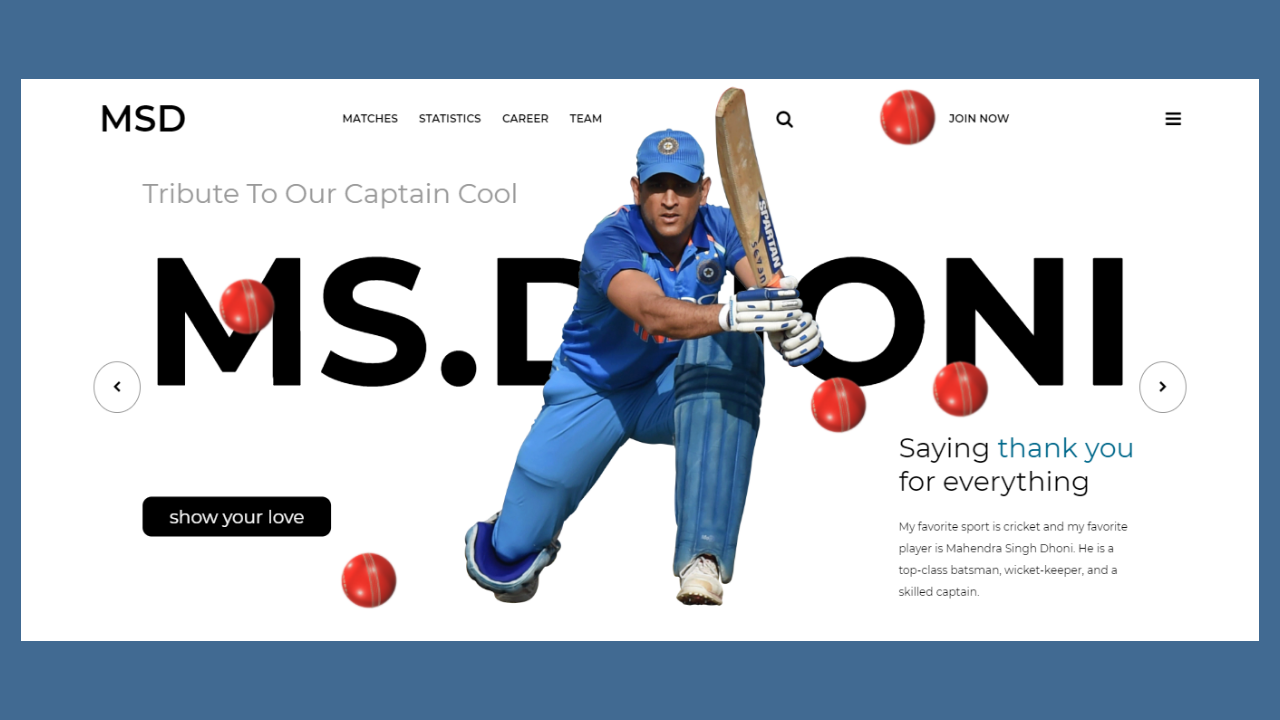 MSD
MATCHES STATISTICS CAREER TEAM
JOIN NOW
Tribute To Our Captain Cool
SPARTAN
MS.D ONI
Saying thank you
for everything
show your love
My favorite sport is cricket and my favorite
player is Mahendra Singh Dhoni. He is a
top-class batsman, wicket-keeper, and a
skilled captain.